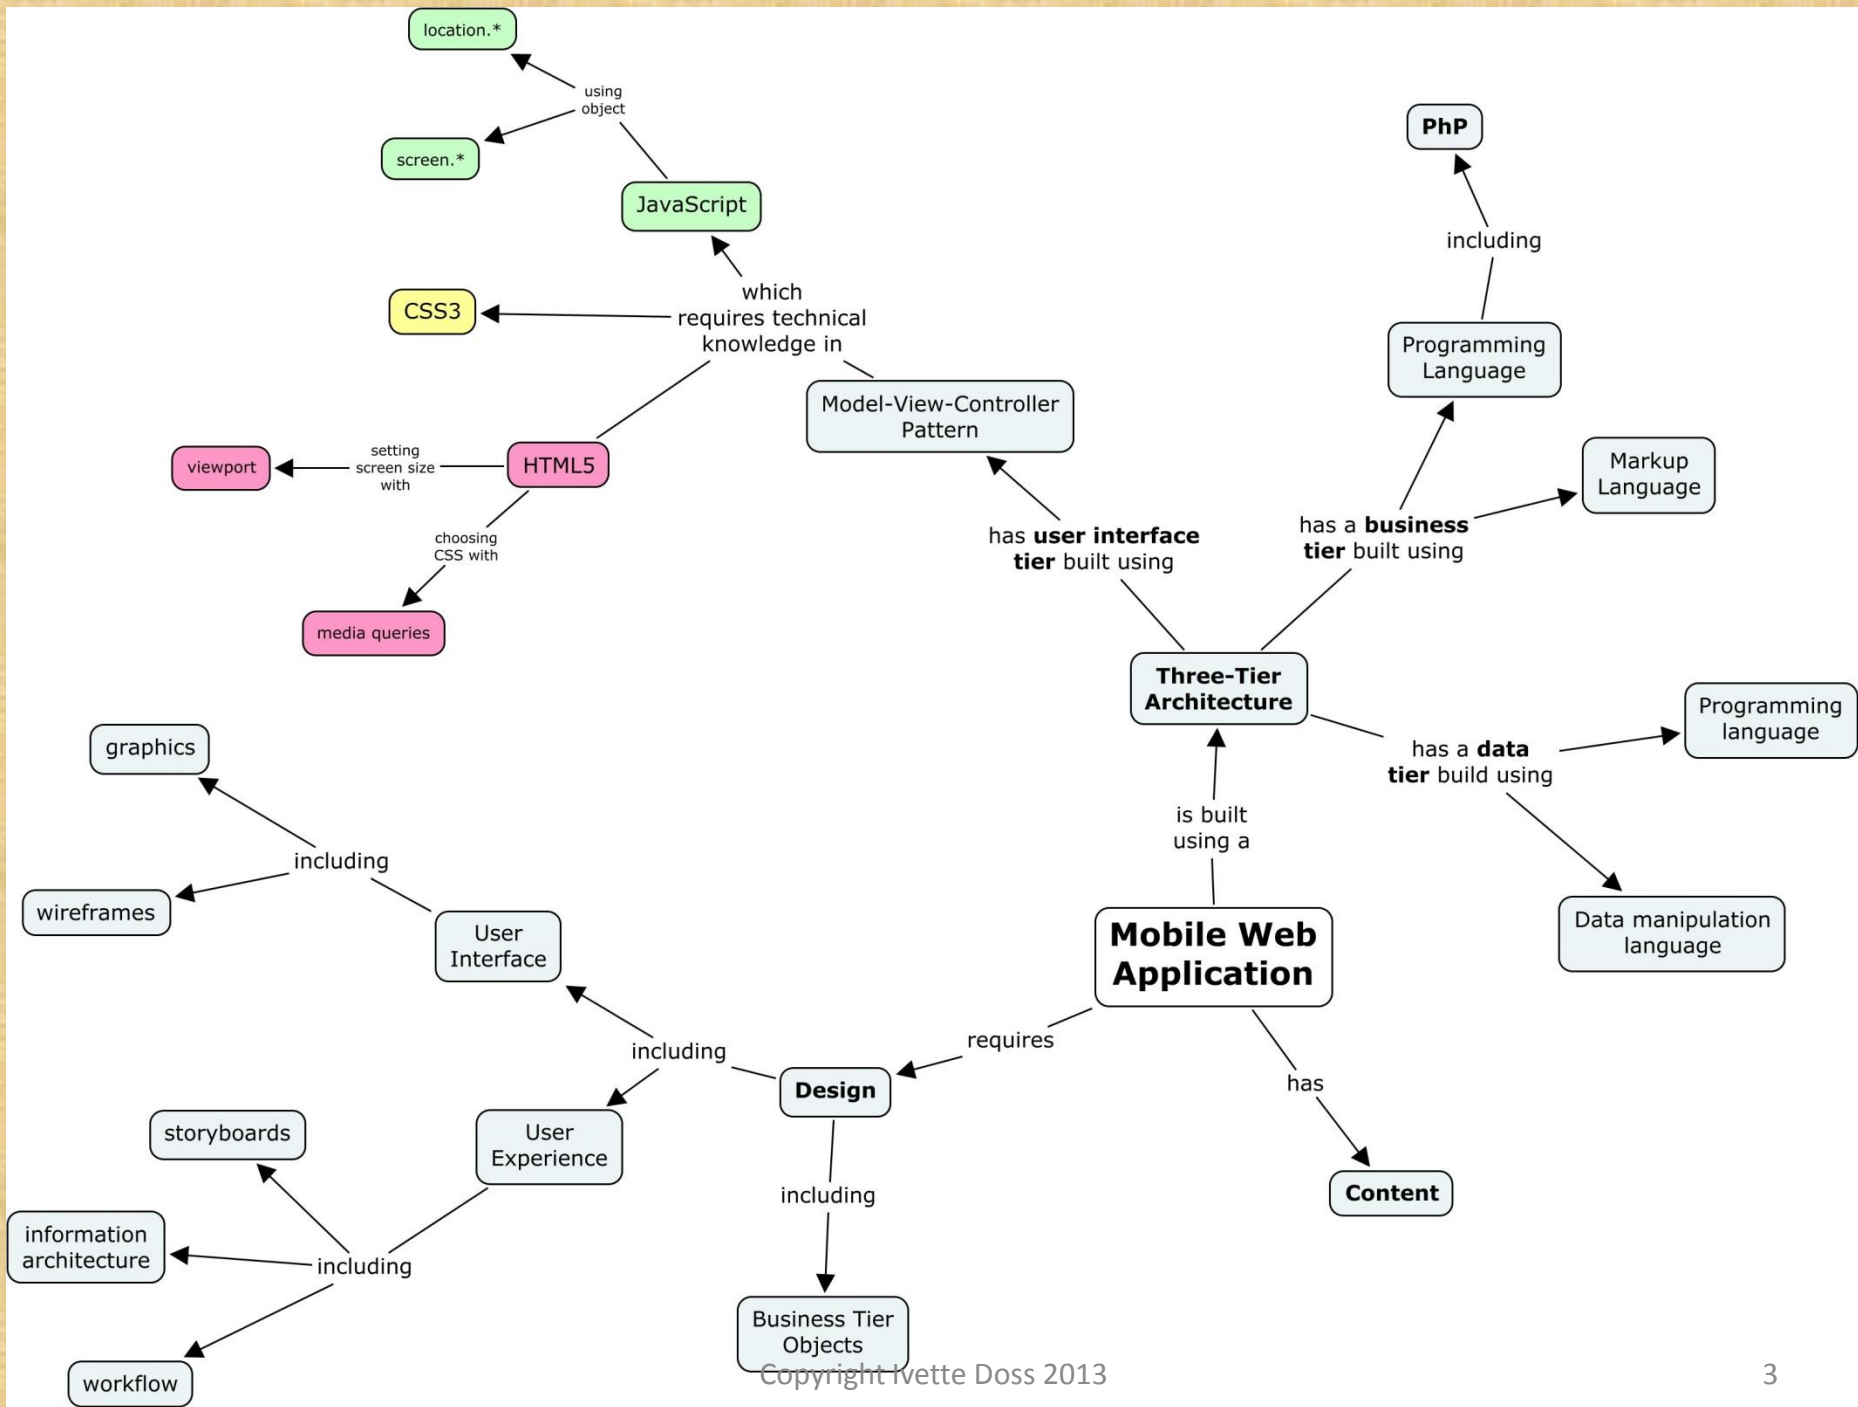 location.*
using
object
screen.*
JavaScript
which
requires technical
knowledge in
CSS3
Model-View-Controller
Pattern
HTML5
setting
screen size
with
viewport
choosing
CSS with
media queries
PhP
including
Programming
Language
Markup
Language
has a business
tier built using
has user interface
tier built using
Three-Tier
Architecture
Programming
language
has a data
tier build using
Data manipulation
language
is built
using a
Mobile Web
Application
requires
has
Content
Design
including
User
Interface
including
graphics
wireframes
User
Experience
including
storyboards
information
architecture
workflow
including
Business Tier
Objects
Copyright Ivette Doss 2013
3